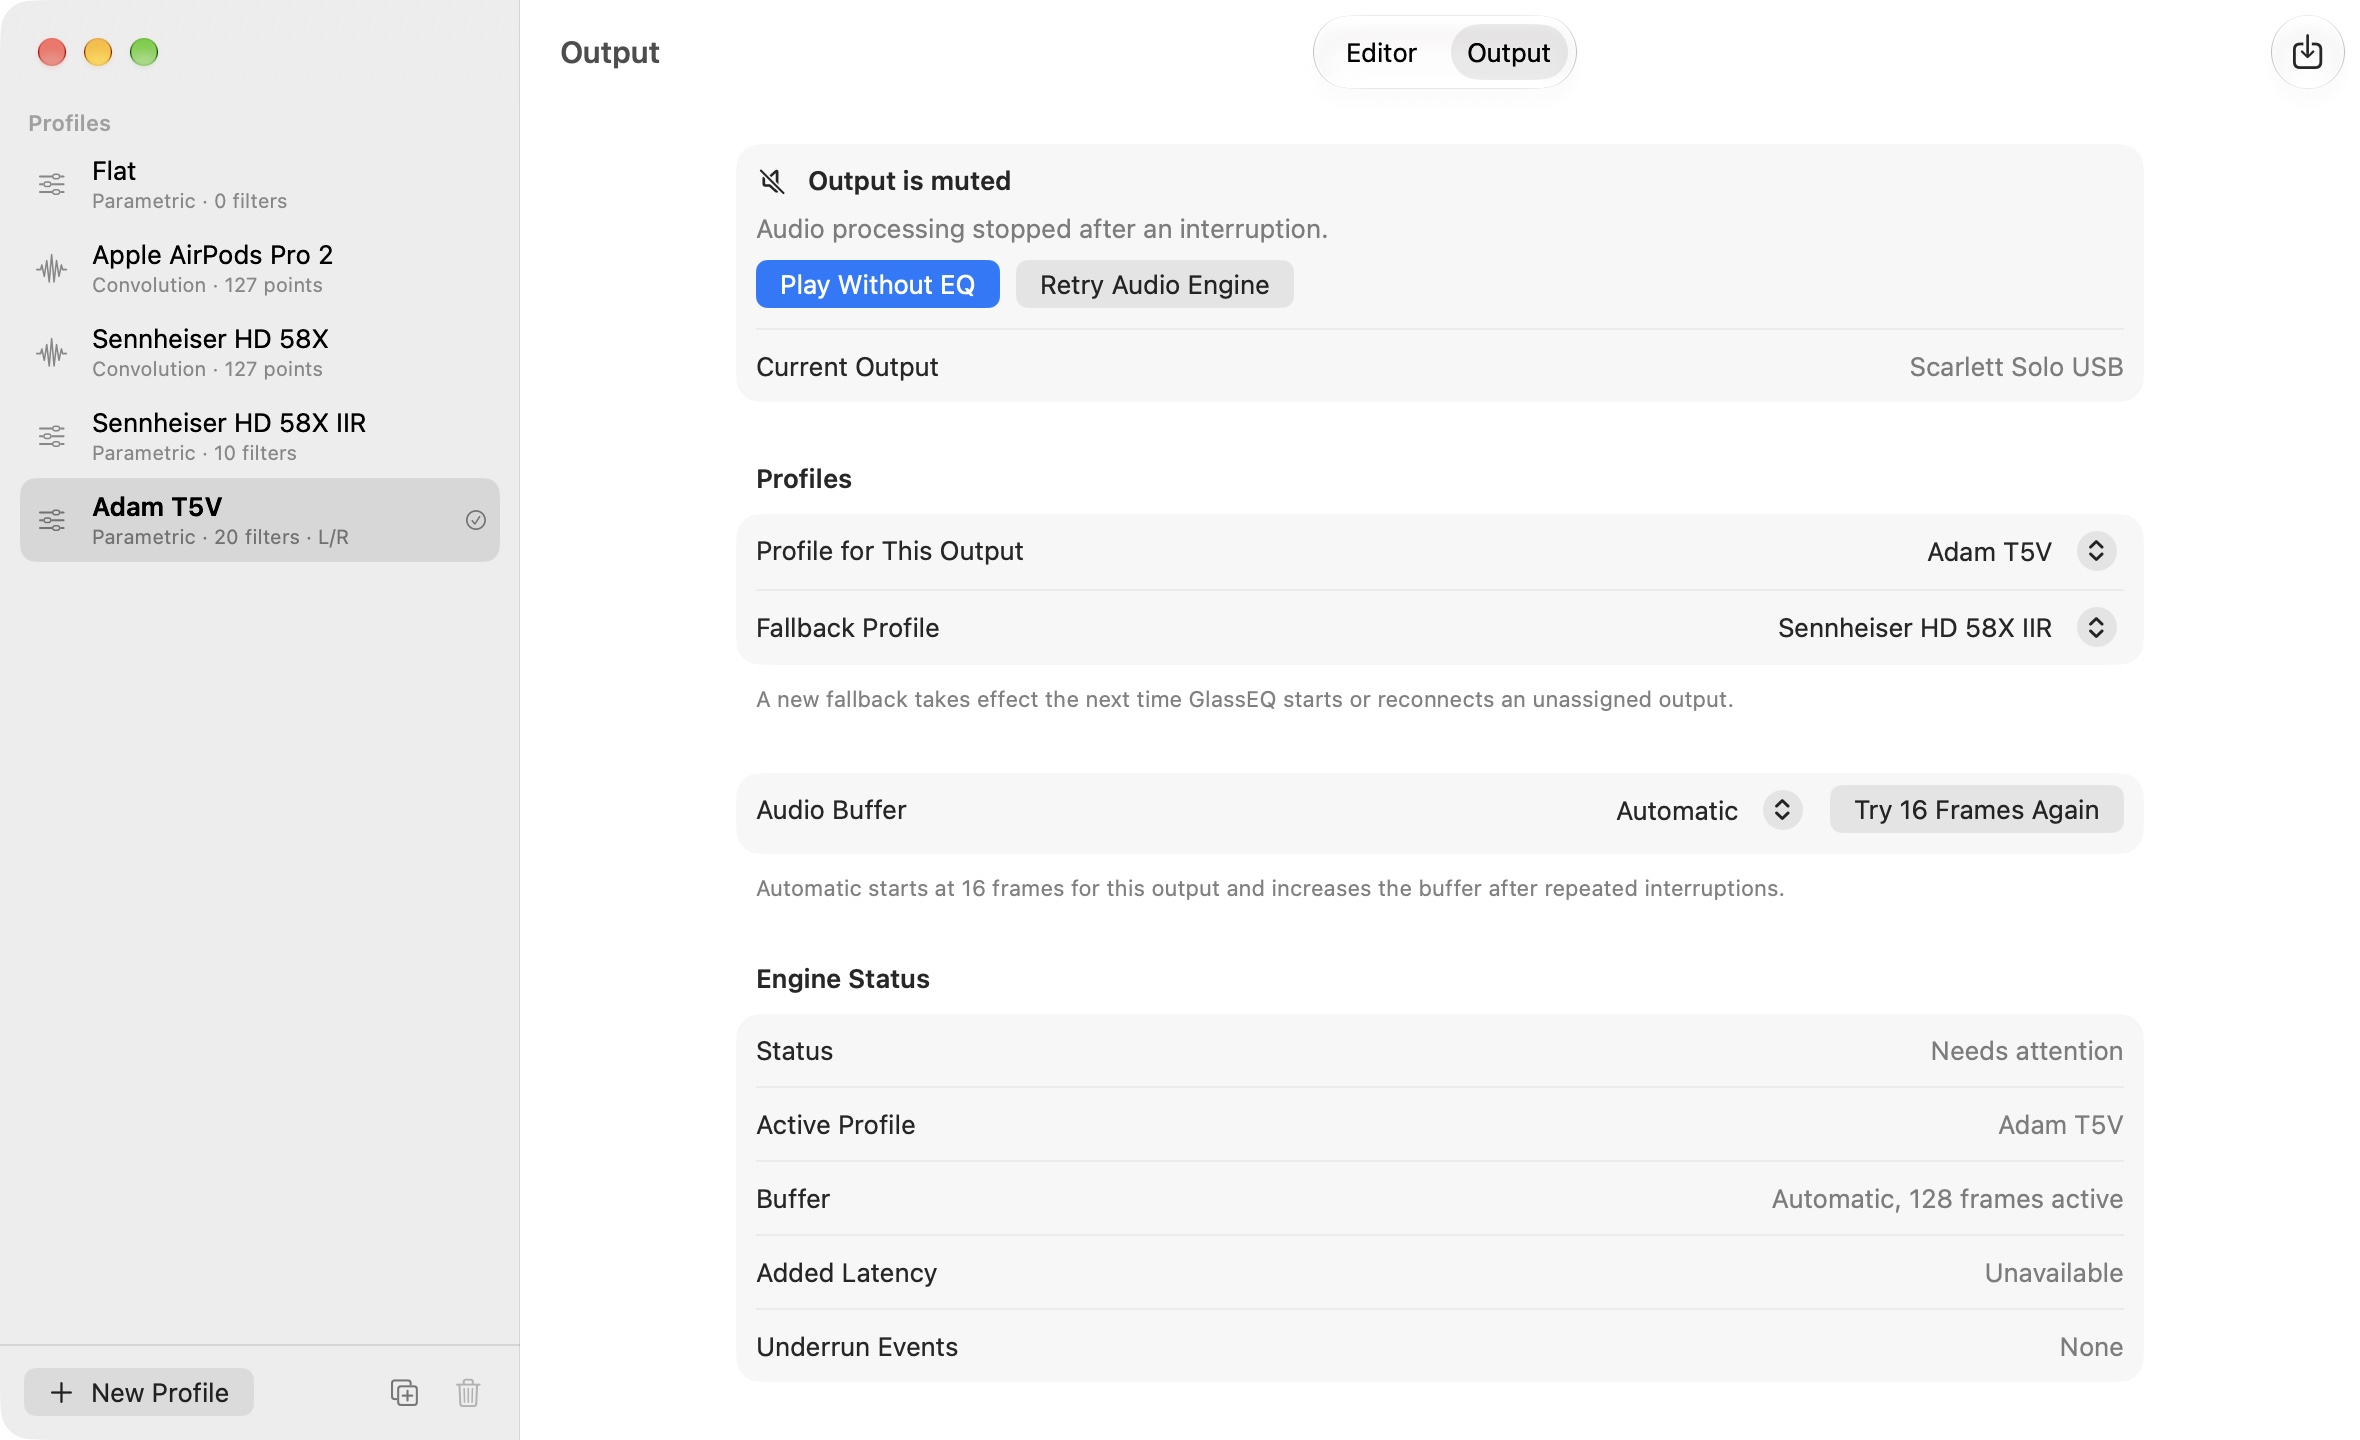 Profiles
Flat
Parametric · 0 filters
Apple AirPods Pro 2
Convolution · 127 points
Sennheiser HD 58X
Convolution · 127 points
Sennheiser HD 58X IIR
Parametric · 10 filters
Adam T5V
Parametric · 20 filters · L/R
New Profile
Output
Editor
Output
Output is muted
Audio processing stopped after an interruption.
Play Without EQ
Retry Audio Engine
Current Output
Scarlett Solo USB
Profiles
Profile for This Output
Adam T5V
Fallback Profile
Sennheiser HD 58X IIR
A new fallback takes effect the next time GlassEQ starts or reconnects an unassigned output.
Audio Buffer
Automatic
Try 16 Frames Again
Automatic starts at 16 frames for this output and increases the buffer after repeated interruptions.
Engine Status
Status
Needs attention
Active Profile
Adam T5V
Buffer
Automatic, 128 frames active
Added Latency
Unavailable
Underrun Events
None